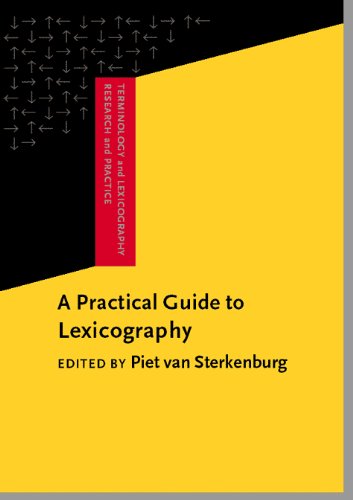 TERMINOLOGY and LEXICOGRAPHY
RESEARCH and PRACTICE
A Practical Guide to
Lexicography
EDITED BY Piet van Sterkenburg